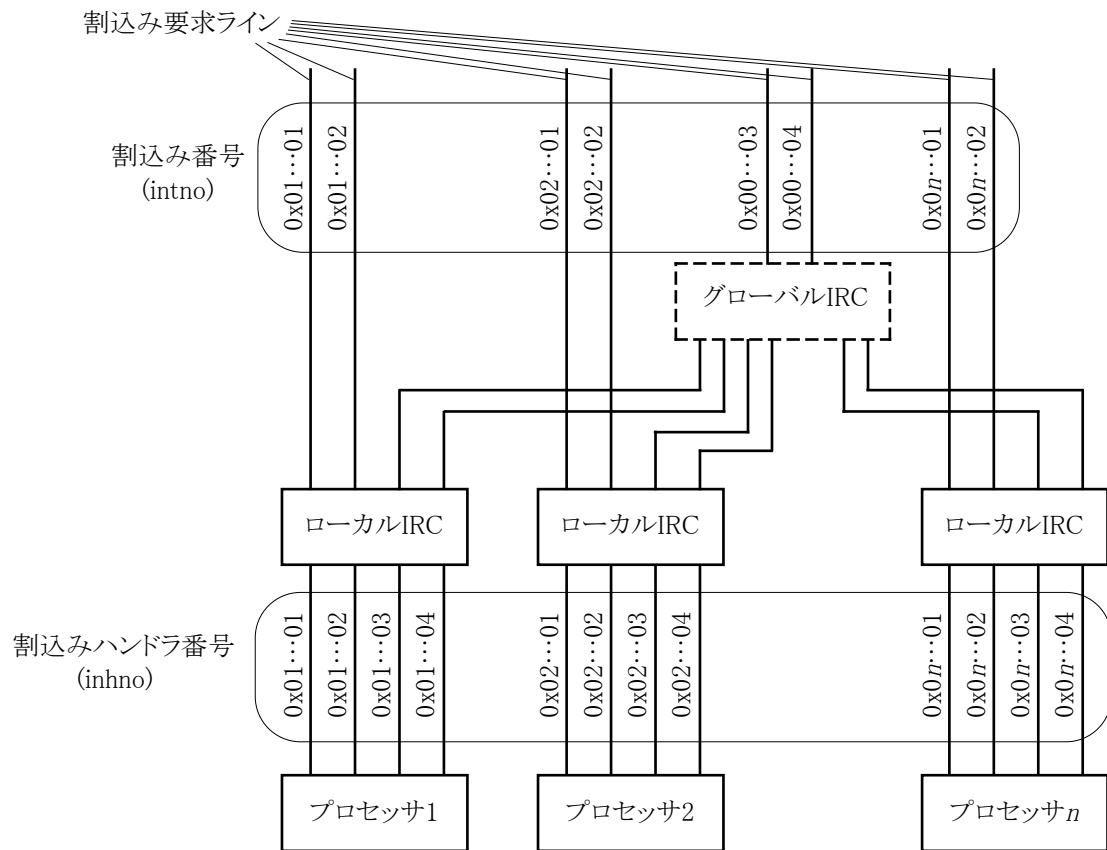 割込み要求ライン
割込み番号
(intno)
0x01…01
0x01…02
0x02…01
0x02…02
0x00…03
0x00…04
0x0n…01
0x0n…02
グローバルIRC
ローカルIRC
ローカルIRC
ローカルIRC
割込みハンドラ番号
(inhno)
0x01…01
0x01…02
0x01…03
0x01…04
0x02…01
0x02…02
0x02…03
0x02…04
0x0n…01
0x0n…02
0x0n…03
0x0n…04
プロセッサ1
プロセッサ2
プロセッサn